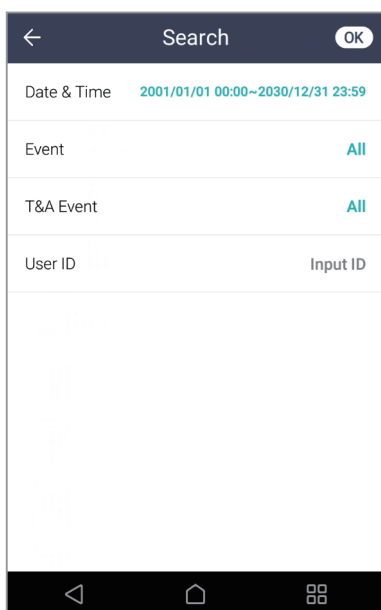 Search OK
Date & Time 2001/01/01 00:00~2030/12/31 23:59
Event All
T&A Event All
User ID Input ID